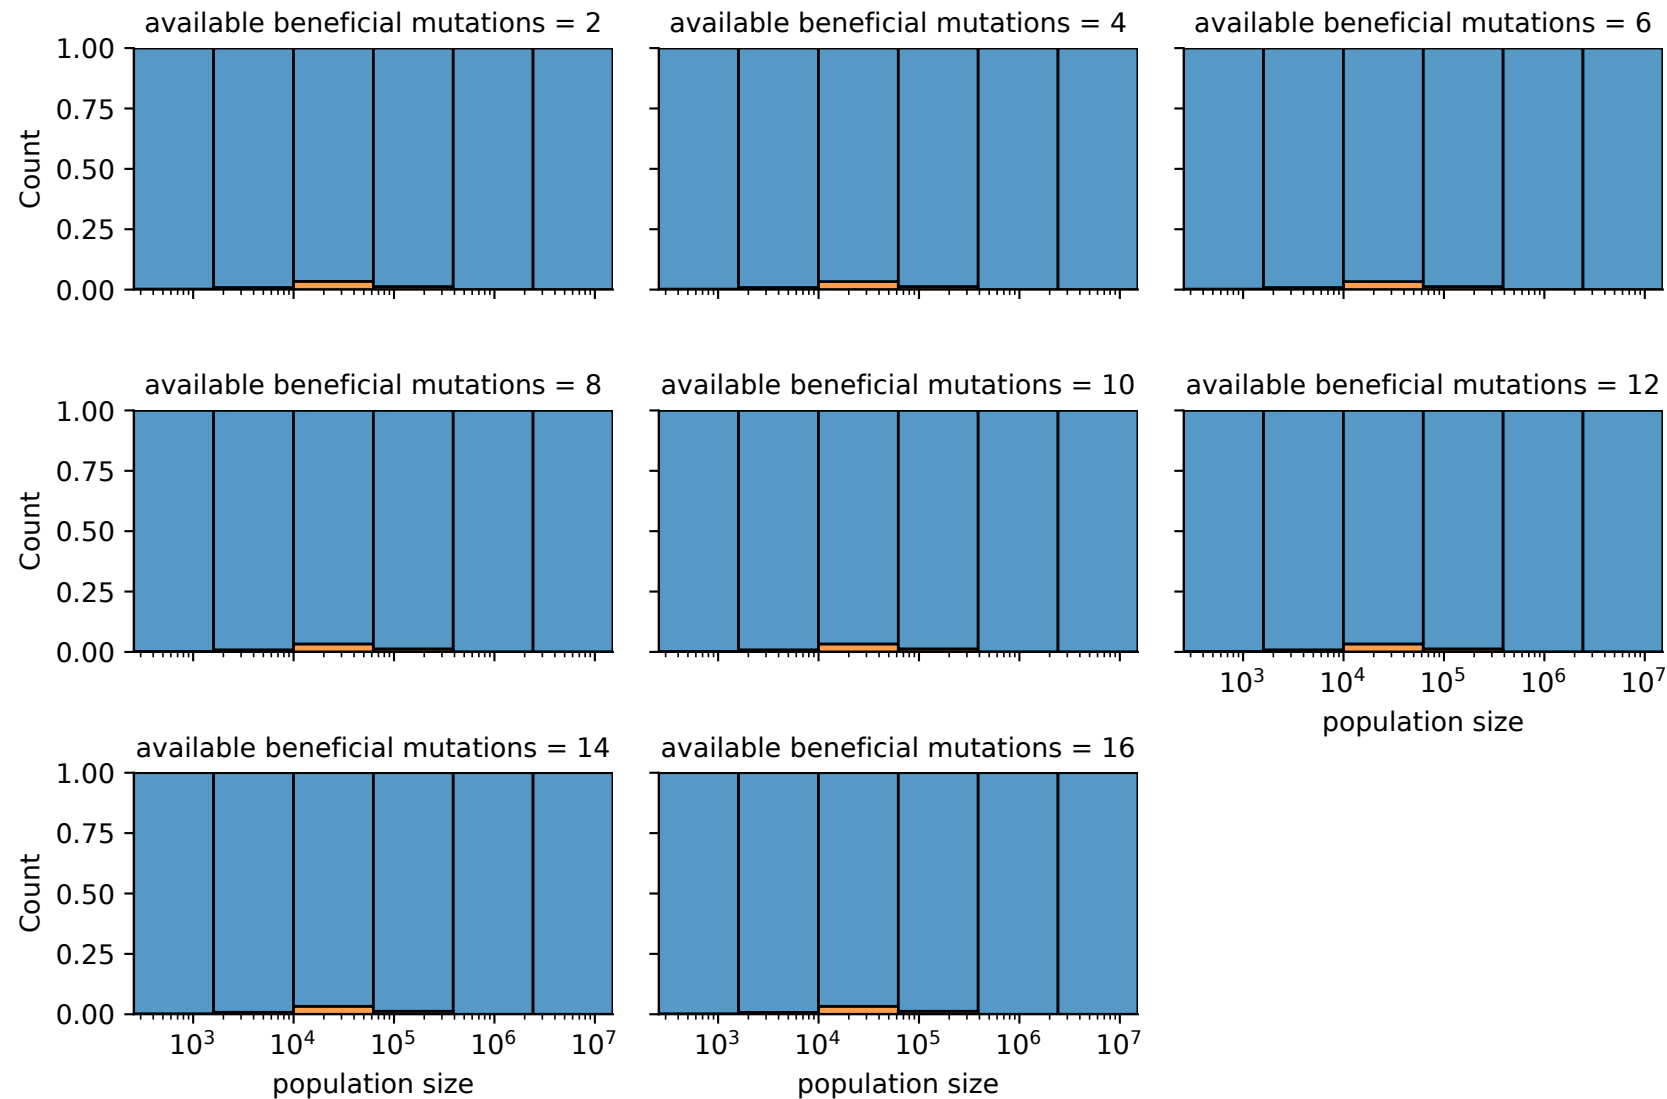 available beneficial mutations = 2
available beneficial mutations = 4
available beneficial mutations = 6
1.00
0.75
0.50
0.25
0.00
Count
available beneficial mutations = 8
available beneficial mutations = 10
available beneficial mutations = 12
1.00
0.75
0.50
0.25
0.00
Count
10³ 10⁴ 10⁵ 10⁶ 10⁷
population size
available beneficial mutations = 14
available beneficial mutations = 16
1.00
0.75
0.50
0.25
0.00
Count
10³ 10⁴ 10⁵ 10⁶ 10⁷
10³ 10⁴ 10⁵ 10⁶ 10⁷
population size
population size